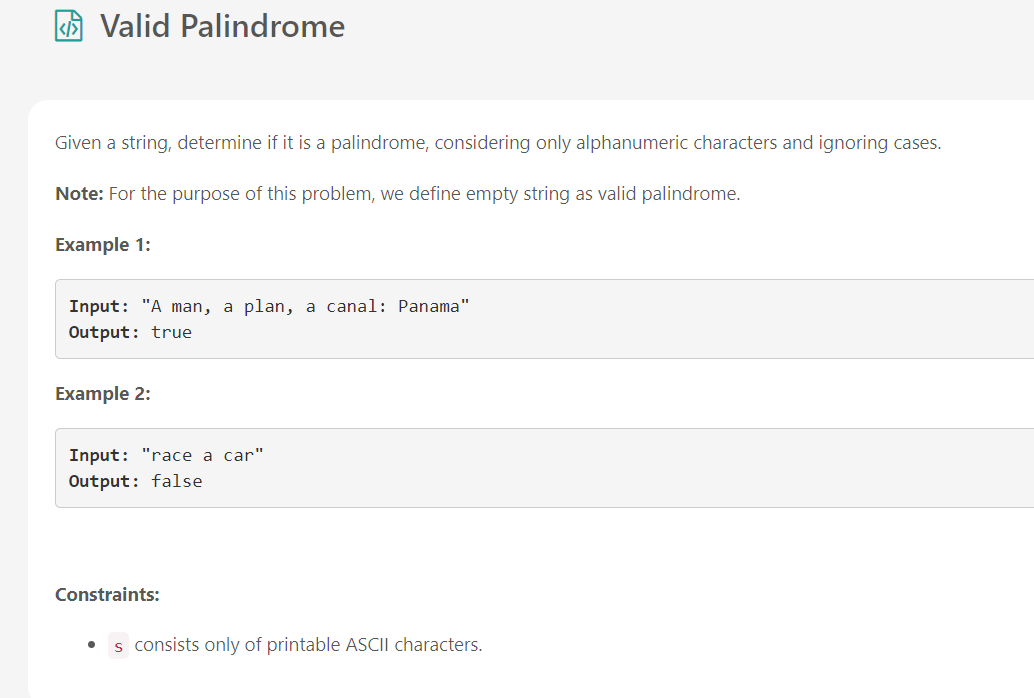 Valid Palindrome
Given a string, determine if it is a palindrome, considering only alphanumeric characters and ignoring cases.
Note: For the purpose of this problem, we define empty string as valid palindrome.
Example 1:
Input: "A man, a plan, a canal: Panama"
Output: true
Example 2:
Input: "race a car"
Output: false
Constraints:
• s consists only of printable ASCII characters.